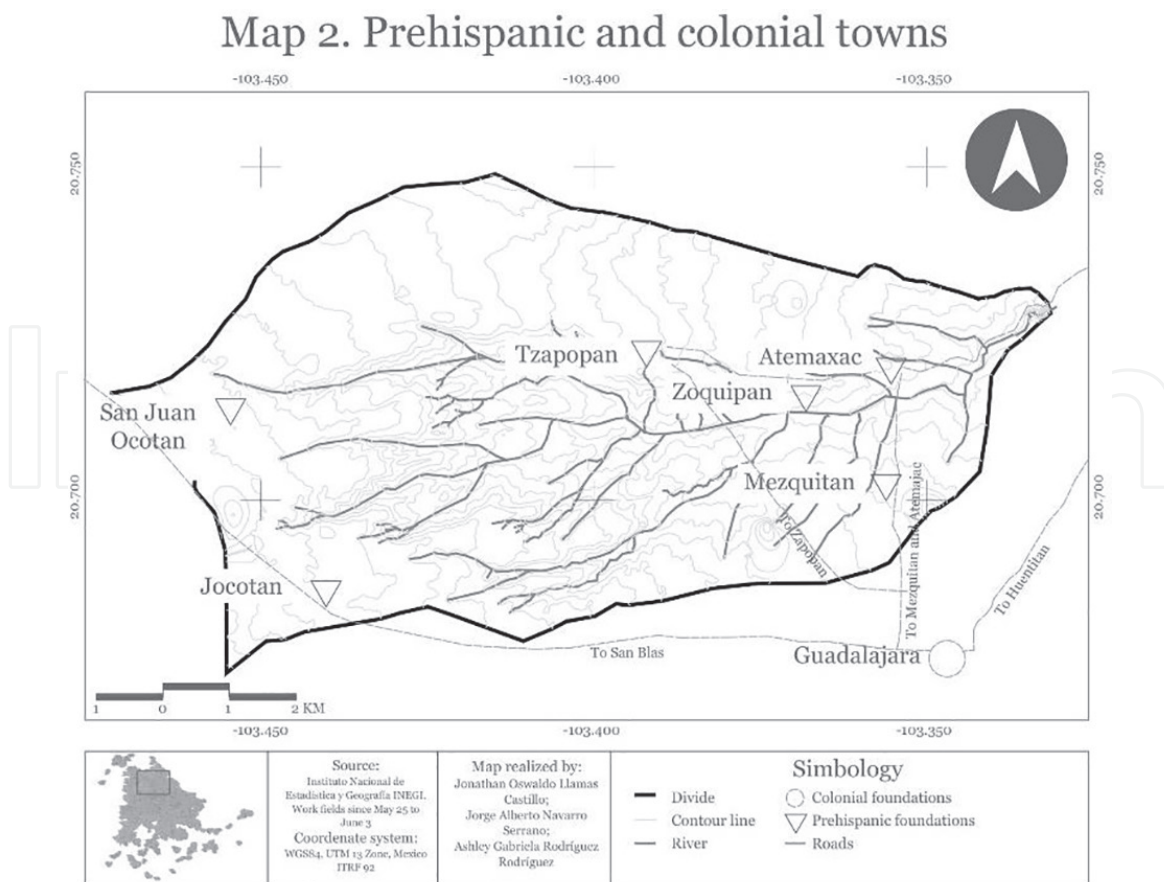 Map 2. Prehispanic and colonial towns
-103.450
-103.400
-103.350
20.750
20.750
Tzapopan
Atemaxac
Zoquipan
San Juan
Ocotan
Mezquitan
20.700
20.700
To Zapopan
To Mezquitan and Atemajac
To Huentitan
Jocotan
To San Blas
Guadalajara
1 0 1 2 KM
-103.450
-103.400
-103.350
Source:
Instituto Nacional de
Estadística y Geografía INEGI.
Work fields since May 25 to
June 3
Coordenate system:
WGS84, UTM 13 Zone, Mexico
ITRF 92
Map realized by:
Jonathan Oswaldo Llamas
Castillo;
Jorge Alberto Navarro
Serrano;
Ashley Gabriela Rodríguez
Rodríguez
Simbology
Divide
Contour line
River
Colonial foundations
Prehispanic foundations
Roads